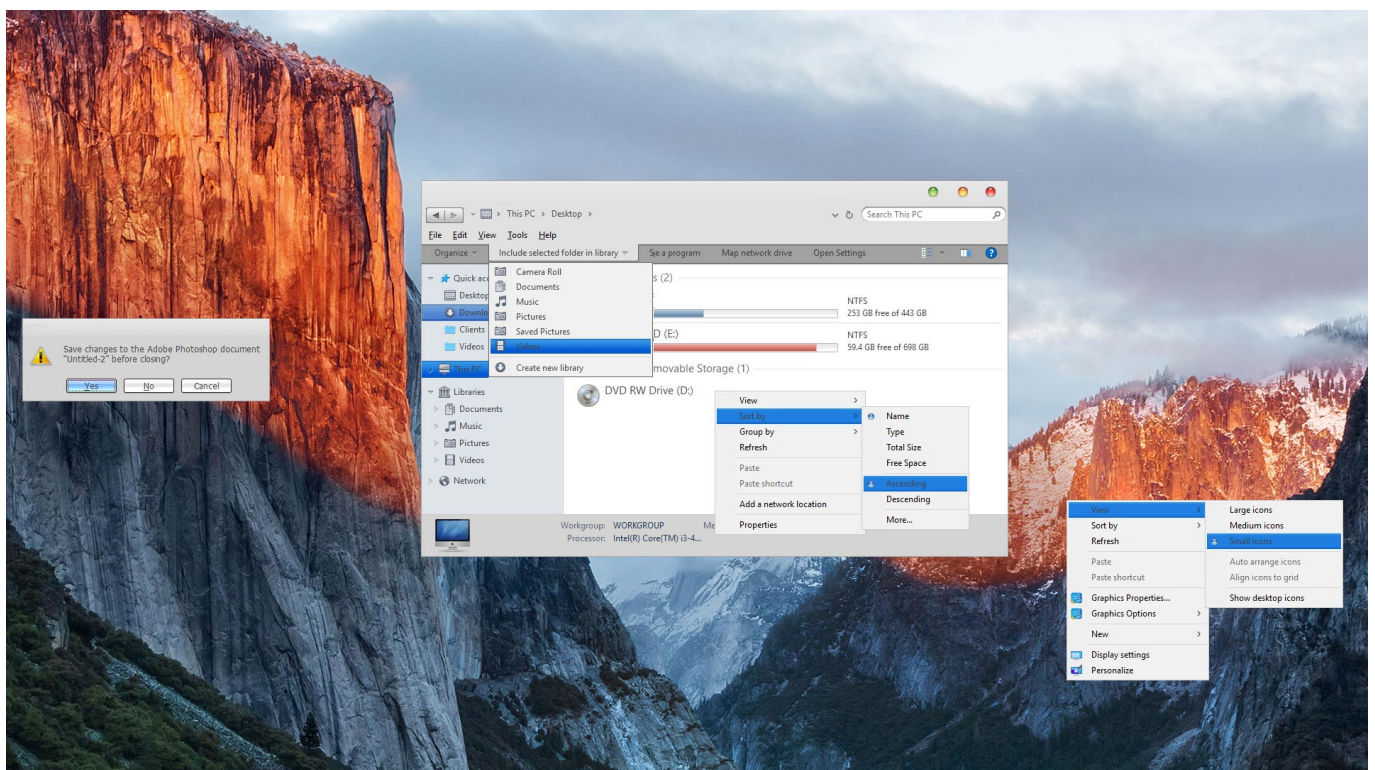 This PC Desktop
Search This PC
File Edit View Tools Help
Organize Include selected folder in library a program Map network drive Open Settings
Quick
Desktop
Clients
Videos
This PC
Libraries
Documents
Music
Pictures
Videos
Network
Camera Roll
Documents
Music
Pictures
Saved Pictures
Videos
Create new library
(2)
NTFS
253 GB free of 443 GB
(E:)
NTFS
59.4 GB free of 698 GB
Storage (1)
DVD RW Drive (D:)
View
Sort by
Group by
Refresh
Paste
Paste shortcut
Add a network location
Properties
Name
Type
Total Size
Free Space
Ascending
Descending
More...
Workgroup: WORKGROUP
Processor: Intel(R) Core(TM) i3-4...
Save changes to the Adobe Photoshop document
"Untitled-2" before closing?
Yes No Cancel
View
Sort by
Refresh
Paste
Paste shortcut
Graphics Properties...
Graphics Options
New
Display settings
Personalize
Large icons
Medium icons
Small icons
Auto arrange icons
Align icons to grid
Show desktop icons